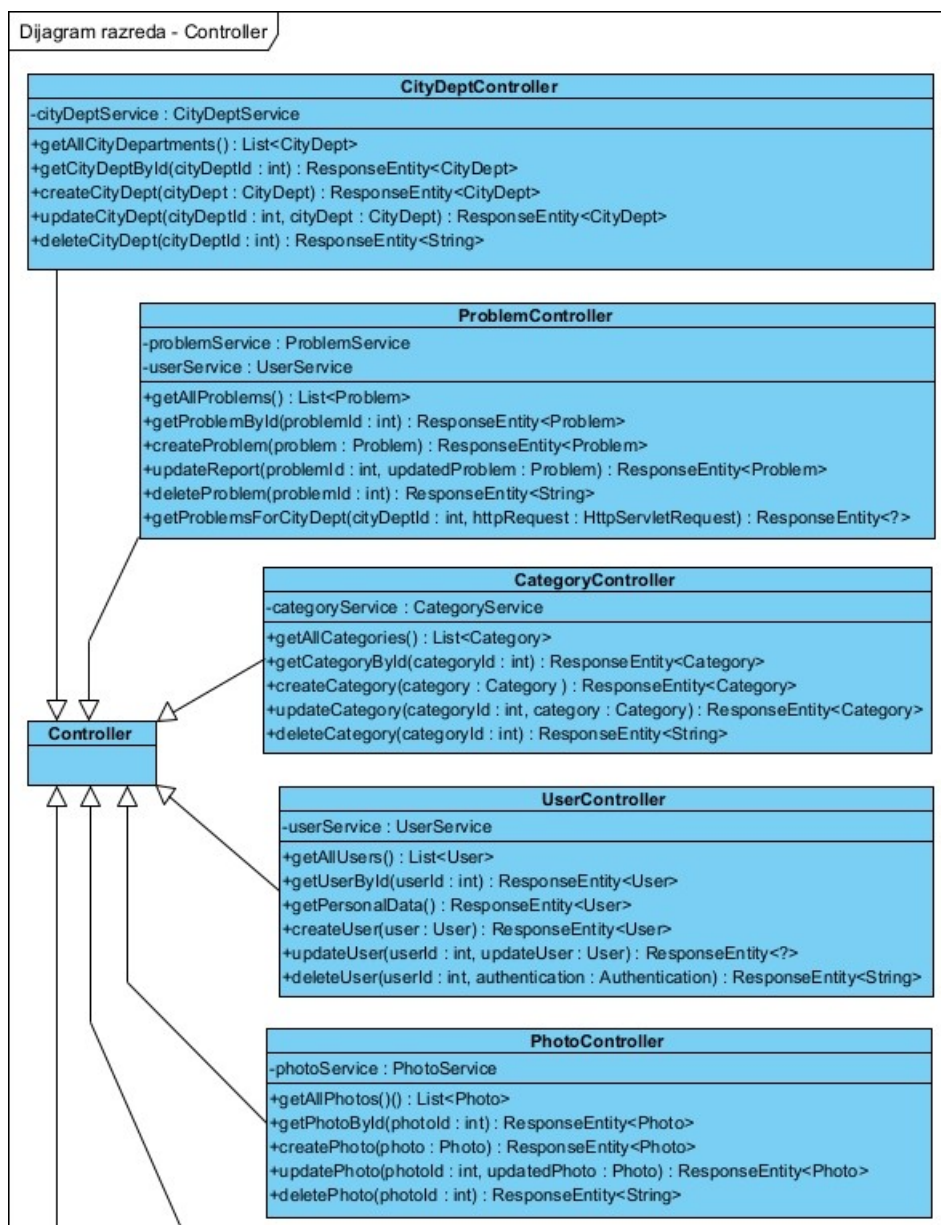 Dijagram razreda - Controller
CityDeptController
-cityDeptService : CityDeptService
+getAllCityDepartments() : List<CityDept>
+getCityDeptById(cityDeptId : int) : ResponseEntity<CityDept>
+createCityDept(cityDept : CityDept) : ResponseEntity<CityDept>
+updateCityDept(cityDeptId : int, cityDept : CityDept) : ResponseEntity<CityDept>
+deleteCityDept(cityDeptId : int) : ResponseEntity<String>
ProblemController
-problemService : ProblemService
-userService : UserService
+getAllProblems() : List<Problem>
+getProblemById(problemId : int) : ResponseEntity<Problem>
+createProblem(problem : Problem) : ResponseEntity<Problem>
+updateReport(problemId : int, updatedProblem : Problem) : ResponseEntity<Problem>
+deleteProblem(problemId : int) : ResponseEntity<String>
+getProblemsForCityDept(cityDeptId : int, httpRequest : HttpServletRequest) : ResponseEntity<?>
CategoryController
-categoryService : CategoryService
+getAllCategories() : List<Category>
+getCategoryById(categoryId : int) : ResponseEntity<Category>
+createCategory(category : Category ) : ResponseEntity<Category>
+updateCategory(categoryId : int, category : Category) : ResponseEntity<Category>
+deleteCategory(categoryId : int) : ResponseEntity<String>
Controller
UserController
-userService : UserService
+getAllUsers() : List<User>
+getUserById(userId : int) : ResponseEntity<User>
+getPersonalData() : ResponseEntity<User>
+createUser(user : User) : ResponseEntity<User>
+updateUser(userId : int, updateUser : User) : ResponseEntity<?>
+deleteUser(userId : int, authentication : Authentication) : ResponseEntity<String>
PhotoController
-photoService : PhotoService
+getAllPhotos()() : List<Photo>
+getPhotoById(photoId : int) : ResponseEntity<Photo>
+createPhoto(photo : Photo) : ResponseEntity<Photo>
+updatePhoto(photoId : int, updatedPhoto : Photo) : ResponseEntity<Photo>
+deletePhoto(photoId : int) : ResponseEntity<String>